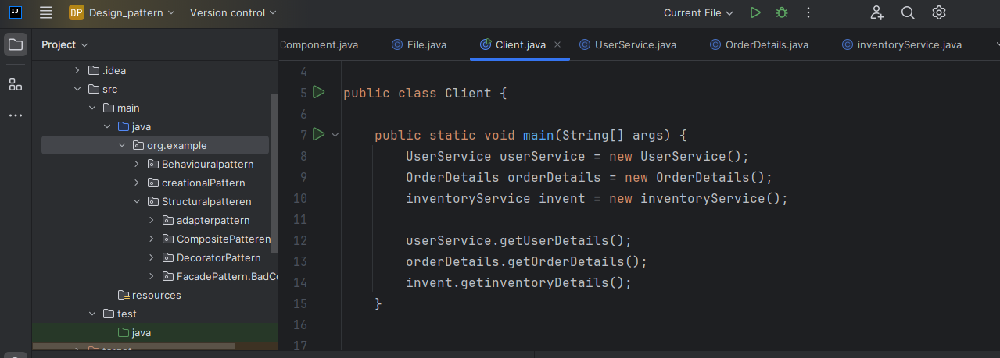 DP Design_pattern Version control Current File
Project
Component.java File.java Client.java UserService.java OrderDetails.java inventoryService.java
.idea
src
main
java
org.example
Behaviouralpattern
creationalPattern
Structuralpatteren
adapterpattern
CompositePatteren
DecoratorPattern
FacadePattern.BadCo
resources
test
java
4
5 public class Client {
6
7 public static void main(String[] args) {
8 UserService userService = new UserService();
9 OrderDetails orderDetails = new OrderDetails();
10 inventoryService invent = new inventoryService();
11
12 userService.getUserDetails();
13 orderDetails.getOrderDetails();
14 invent.getinventoryDetails();
15 }
16
17